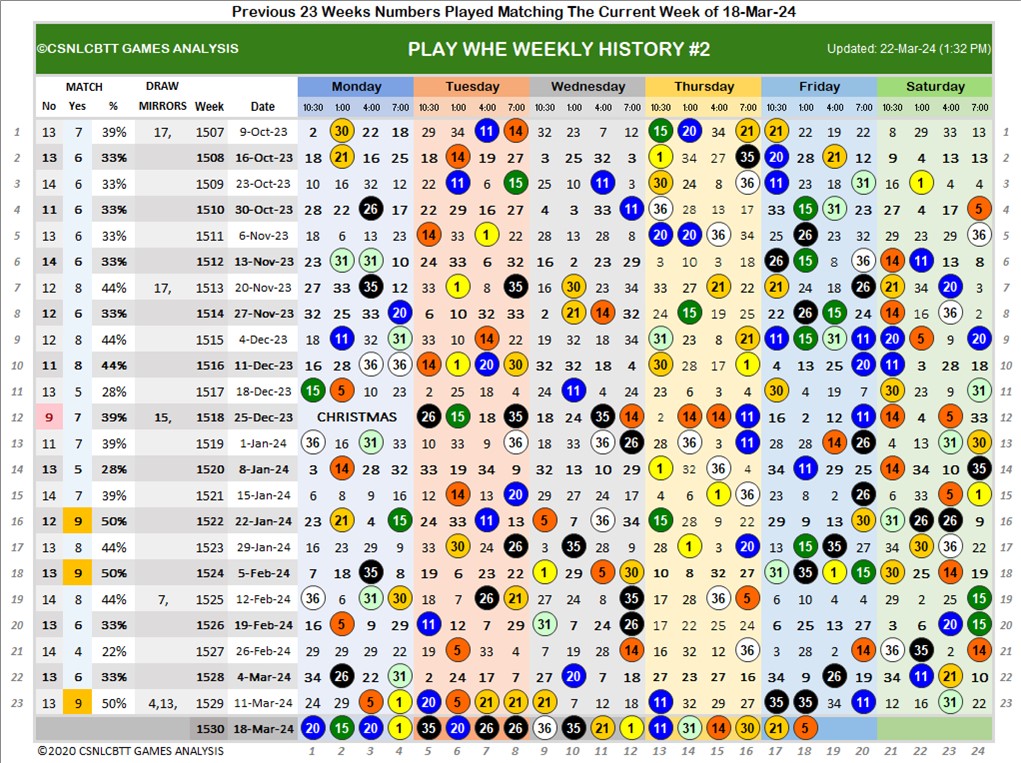 Previous 23 Weeks Numbers Played Matching The Current Week of 18-Mar-24
©CSNLCBTT GAMES ANALYSIS PLAY WHE WEEKLY HISTORY #2 Updated: 22-Mar-24 (1:32 PM)
MATCH DRAW Monday Tuesday Wednesday Thursday Friday Saturday
No Yes % MIRRORS Week Date 10:30 1:00 4:00 7:00 10:30 1:00 4:00 7:00 10:30 1:00 4:00 7:00 10:30 1:00 4:00 7:00 10:30 1:00 4:00 7:00 10:30 1:00 4:00 7:00
1 13 7 39% 17, 1507 9-Oct-23 2 30 22 18 29 34 11 14 32 23 7 12 15 20 34 21 21 22 19 22 8 29 33 13 1
2 13 6 33% 1508 16-Oct-23 18 21 16 25 18 14 19 27 3 25 32 3 1 34 27 35 20 28 21 12 9 4 13 13 2
3 14 6 33% 1509 23-Oct-23 10 16 32 12 22 11 6 15 25 10 11 3 30 24 8 36 11 23 18 31 16 1 4 4 3
4 11 6 33% 1510 30-Oct-23 28 22 26 17 22 29 16 27 4 3 33 11 36 28 13 17 33 15 31 23 27 4 17 5 4
5 13 6 33% 1511 6-Nov-23 18 6 13 23 14 33 1 22 2 13 28 8 20 20 36 34 25 26 5 32 29 23 29 36 5
6 14 6 33% 1512 13-Nov-23 23 31 31 10 24 33 6 32 16 2 23 29 3 10 3 18 26 15 8 36 14 11 13 8 6
7 12 8 44% 17, 1513 20-Nov-23 27 33 35 12 33 1 8 35 16 30 23 4 33 27 21 22 21 24 18 26 21 34 20 3 7
8 12 6 33% 1514 27-Nov-23 32 25 33 20 6 10 32 33 2 21 14 32 24 15 19 25 22 26 15 24 14 16 36 2 8
9 12 8 44% 1515 4-Dec-23 18 11 32 31 33 10 14 22 19 32 18 34 31 23 8 21 11 15 31 11 20 5 9 20 9
10 11 8 44% 1516 11-Dec-23 16 28 36 36 14 1 20 30 32 32 18 4 30 28 17 1 4 13 25 20 11 3 28 18 10
11 13 5 28% 1517 18-Dec-23 15 5 10 23 2 25 18 4 24 11 4 17 23 6 3 4 30 4 7 12 30 23 9 31 11
12 9 7 39% 15, 1518 25-Dec-23 CHRISTMAS 26 15 18 35 18 24 35 14 2 14 14 11 16 2 12 11 14 4 5 33 12
13 11 7 39% 1519 1-Jan-24 36 16 31 33 10 33 9 36 18 33 36 26 28 36 3 11 28 28 14 26 4 13 31 30 13
14 13 5 28% 1520 8-Jan-24 3 14 28 32 33 19 34 9 32 13 10 29 1 32 36 4 34 11 29 25 14 34 10 35 14
15 14 7 39% 1521 15-Jan-24 6 8 9 16 12 14 13 20 29 27 24 17 4 6 1 36 23 8 2 26 6 33 5 1 15
16 12 9 50% 1522 22-Jan-24 23 21 4 15 24 33 11 13 5 7 36 34 15 28 9 22 29 9 13 30 31 26 26 9 16
17 13 8 44% 1523 29-Jan-24 16 23 29 9 33 30 24 26 3 35 28 9 28 1 3 20 13 15 35 27 34 30 36 22 17
18 13 9 50% 1524 5-Feb-24 7 18 35 8 19 6 23 22 1 29 5 30 10 8 32 27 31 35 1 15 30 25 14 19 18
19 14 8 44% 7, 1525 12-Feb-24 36 6 31 30 18 7 26 21 27 24 8 35 17 28 36 5 6 10 4 4 29 2 25 15 19
20 13 6 33% 1526 19-Feb-24 16 5 9 29 11 12 7 29 31 7 24 26 17 22 25 24 6 25 13 27 3 6 20 15 20
21 14 4 22% 1527 26-Feb-24 29 29 29 22 19 5 33 4 7 19 28 14 16 32 12 36 3 28 2 14 36 35 2 14 21
22 13 6 33% 1528 4-Mar-24 34 26 22 31 2 24 17 7 27 20 7 18 27 23 27 16 34 9 26 19 34 11 21 10 22
23 13 9 50% 4,13, 1529 11-Mar-24 24 29 5 1 20 5 21 21 21 7 12 27 11 32 29 27 35 35 34 11 12 16 31 22 23
1530 18-Mar-24 20 15 20 1 35 20 26 26 36 35 21 1 11 31 14 30 21 5
©2020 CSNLCBTT GAMES ANALYSIS 1 2 3 4 5 6 7 8 9 10 11 12 13 14 15 16 17 18 19 20 21 22 23 24